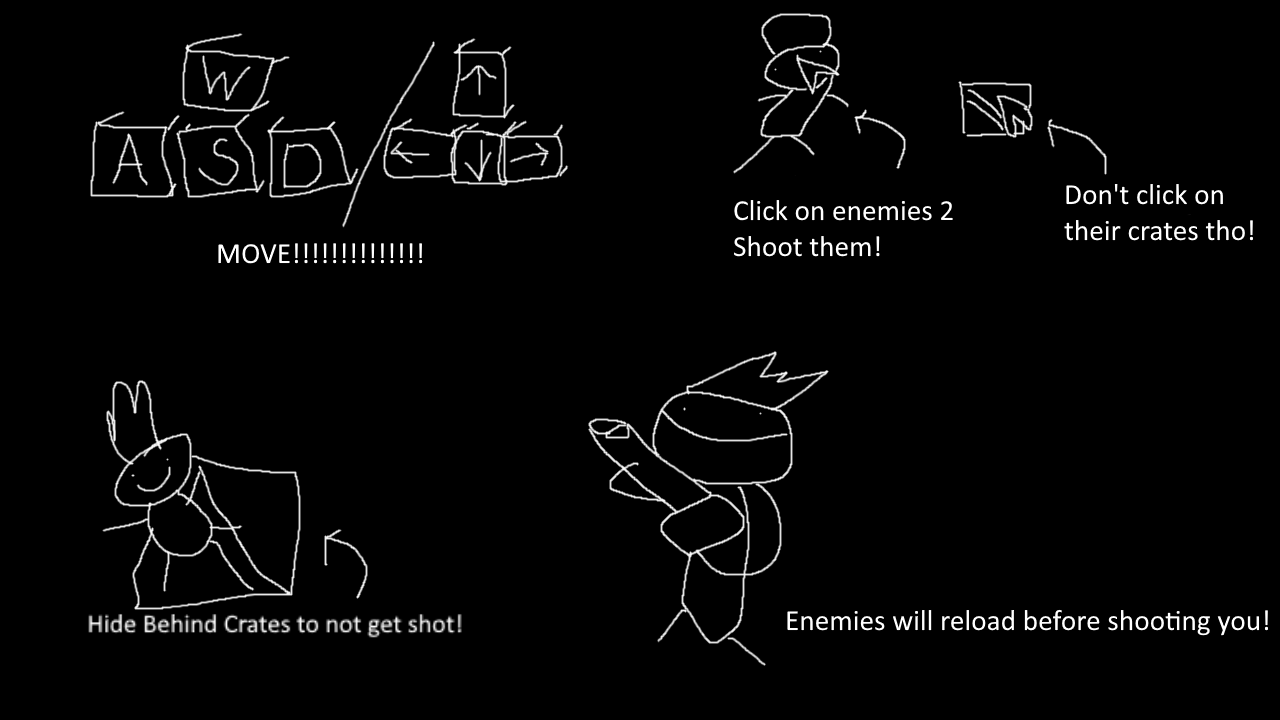 W
A S D
MOVE!!!!!!!!!!!!!!
Click on enemies 2
Shoot them!
Don't click on
their crates tho!
Hide Behind Crates to not get shot!
Enemies will reload before shooting you!